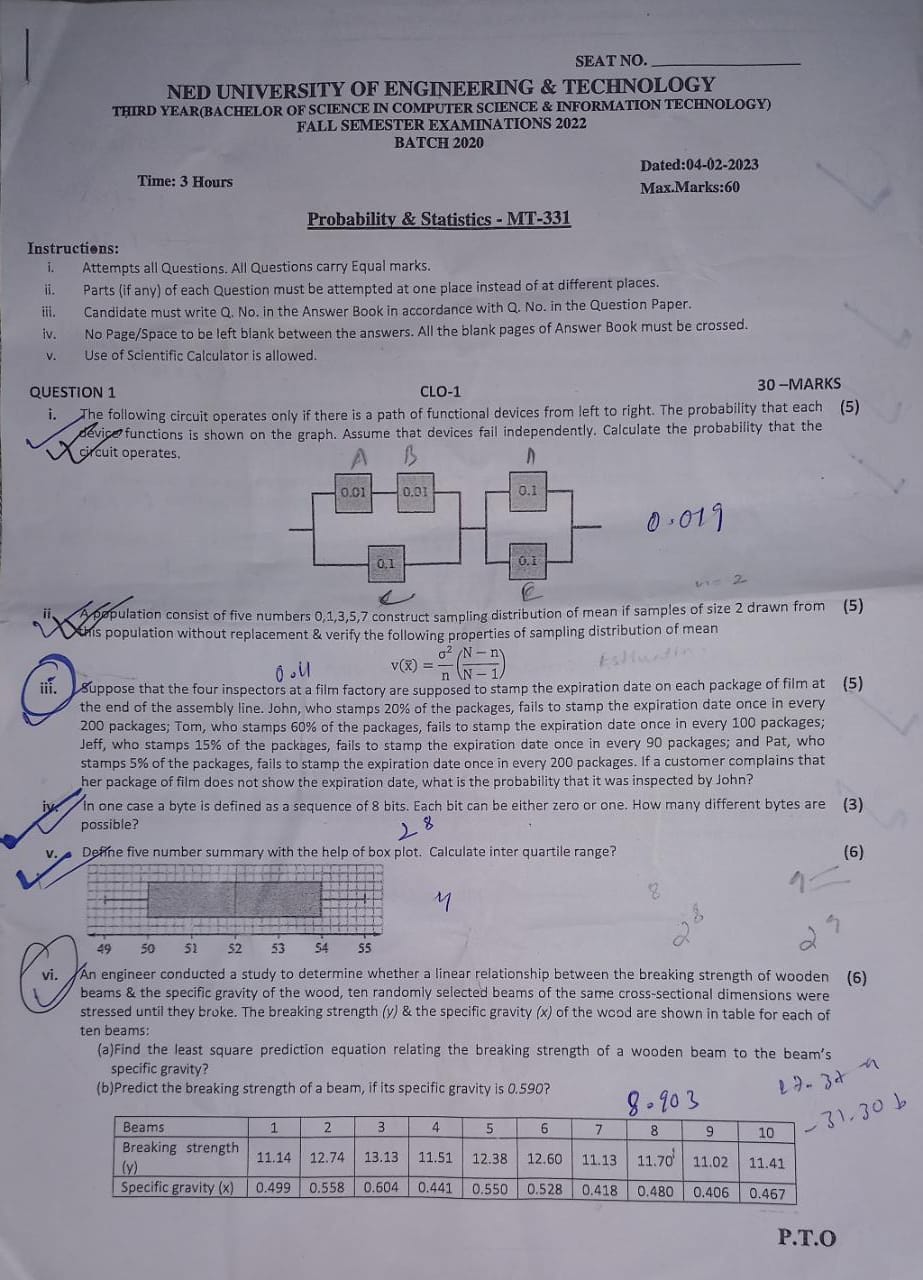 SEAT NO. ____________
NED UNIVERSITY OF ENGINEERING & TECHNOLOGY
THIRD YEAR(BACHELOR OF SCIENCE IN COMPUTER SCIENCE & INFORMATION TECHNOLOGY)
FALL SEMESTER EXAMINATIONS 2022
BATCH 2020
Dated:04-02-2023
Time: 3 Hours
Max.Marks:60
Probability & Statistics - MT-331
Instructions:
i. Attempts all Questions. All Questions carry Equal marks.
ii. Parts (if any) of each Question must be attempted at one place instead of at different places.
iii. Candidate must write Q. No. in the Answer Book in accordance with Q. No. in the Question Paper.
iv. No Page/Space to be left blank between the answers. All the blank pages of Answer Book must be crossed.
v. Use of Scientific Calculator is allowed.
QUESTION 1 CLO-1 30 –MARKS
i. The following circuit operates only if there is a path of functional devices from left to right. The probability that each (5)
device functions is shown on the graph. Assume that devices fail independently. Calculate the probability that the
circuit operates.
A B
0.01 0.01 0.1
0.019
0.1 0.1
C E
2
ii. A population consist of five numbers 0,1,3,5,7 construct sampling distribution of mean if samples of size 2 drawn from (5)
this population without replacement & verify the following properties of sampling distribution of mean
v(x̄) = σ²/n (N − n / N − 1)
0.11
iii. Suppose that the four inspectors at a film factory are supposed to stamp the expiration date on each package of film at (5)
the end of the assembly line. John, who stamps 20% of the packages, fails to stamp the expiration date once in every
200 packages; Tom, who stamps 60% of the packages, fails to stamp the expiration date once in every 100 packages;
Jeff, who stamps 15% of the packages, fails to stamp the expiration date once in every 90 packages; and Pat, who
stamps 5% of the packages, fails to stamp the expiration date once in every 200 packages. If a customer complains that
her package of film does not show the expiration date, what is the probability that it was inspected by John?
iv. In one case a byte is defined as a sequence of 8 bits. Each bit can be either zero or one. How many different bytes are (3)
possible?
2⁸
v. Define five number summary with the help of box plot. Calculate inter quartile range? (6)
4
8
2⁸
2⁹
49 50 51 52 53 54 55
vi. An engineer conducted a study to determine whether a linear relationship between the breaking strength of wooden (6)
beams & the specific gravity of the wood, ten randomly selected beams of the same cross-sectional dimensions were
stressed until they broke. The breaking strength (y) & the specific gravity (x) of the wood are shown in table for each of
ten beams:
(a)Find the least square prediction equation relating the breaking strength of a wooden beam to the beam's
specific gravity?
(b)Predict the breaking strength of a beam, if its specific gravity is 0.590?
8.903
-31.30 b
Beams 1 2 3 4 5 6 7 8 9 10
Breaking strength (y) 11.14 12.74 13.13 11.51 12.38 12.60 11.13 11.70 11.02 11.41
Specific gravity (x) 0.499 0.558 0.604 0.441 0.550 0.528 0.418 0.480 0.406 0.467
P.T.O